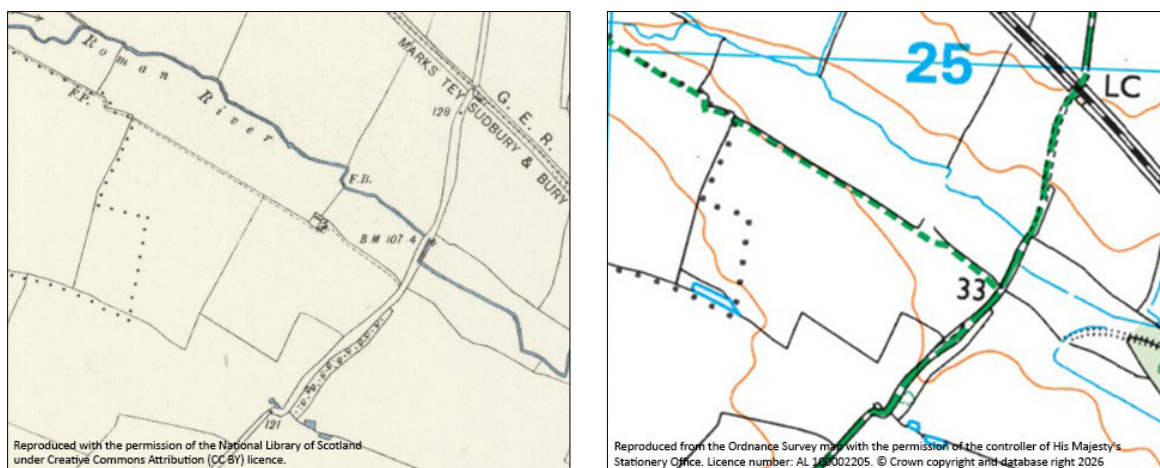 Roman
River
F.P.
128
G. E. R.
MARKS TEY SUDBURY & BURY
F.B.
B.M 107·4
121
Reproduced with the permission of the National Library of Scotland
under Creative Commons Attribution (CC BY) licence.
25
LC
33
Reproduced from the Ordnance Survey map with the permission of the controller of His Majesty's
Stationery Office. Licence number: AL 100002205. © Crown copyright and database right 2026